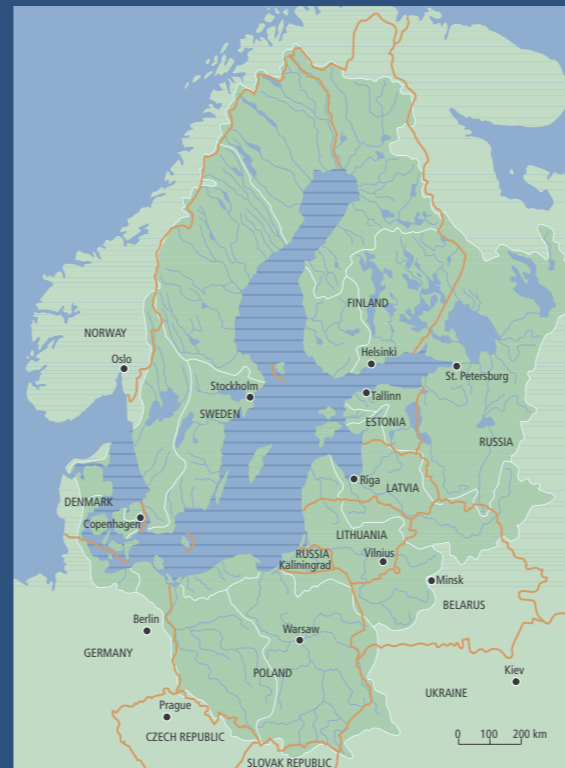 FINLAND
NORWAY
Oslo
Helsinki
St. Petersburg
Stockholm
Tallinn
SWEDEN
ESTONIA
RUSSIA
Riga
LATVIA
DENMARK
Copenhagen
LITHUANIA
RUSSIA
Kaliningrad
Vilnius
Minsk
BELARUS
Berlin
Warsaw
GERMANY
POLAND
Kiev
UKRAINE
Prague
CZECH REPUBLIC
0 100 200 km
SLOVAK REPUBLIC